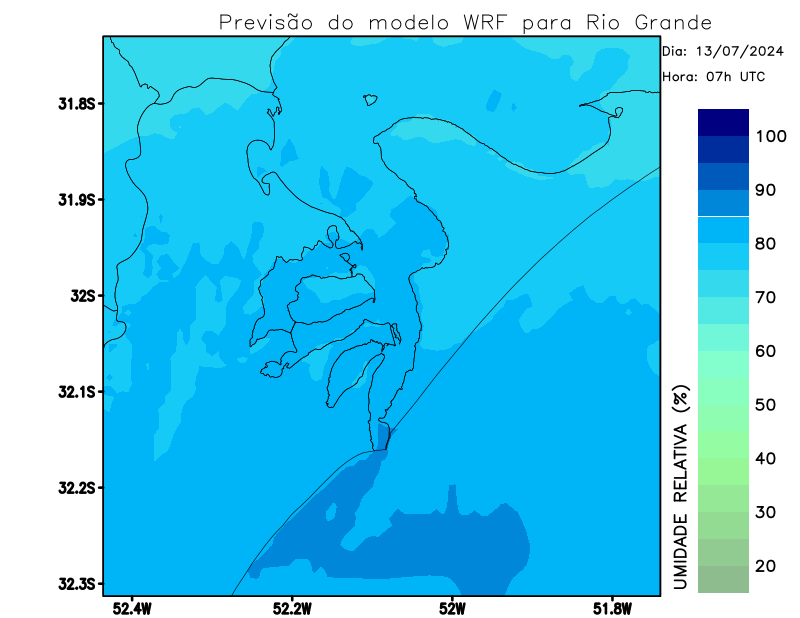 Previsão do modelo WRF para Rio Grande
Dia: 13/07/2024
Hora: 07h UTC
31.8S
31.9S
32S
32.1S
32.2S
32.3S
52.4W
52.2W
52W
51.8W
100
90
80
70
60
50
40
30
20
UMIDADE RELATIVA (%)